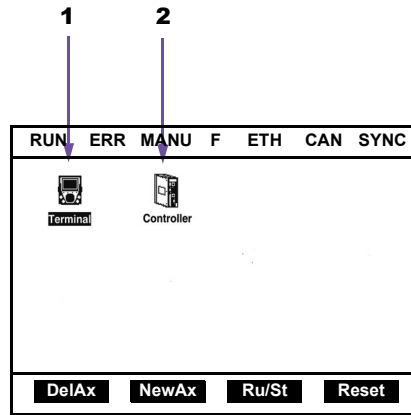 1 2
RUN ERR MANU F ETH CAN SYNC
Terminal Controller
DelAx NewAx Ru/St Reset